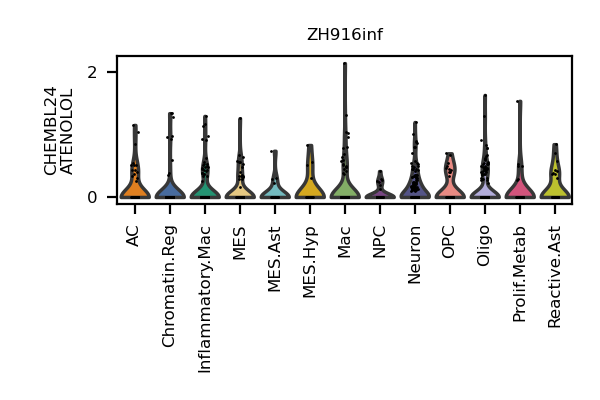 ZH916inf
CHEMBL24
ATENOLOL
2
0
AC
Chromatin.Reg
Inflammatory.Mac
MES
MES.Ast
MES.Hyp
Mac
NPC
Neuron
OPC
Oligo
Prolif.Metab
Reactive.Ast